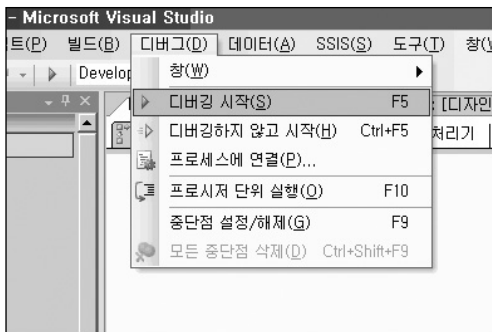 - Microsoft Visual Studio
트(P) 빌드(B) 디버그(D) 데이터(A) SSIS(S) 도구(T) 창(
Develop
창(W)
디버깅 시작(S) F5
: [디자인
디버깅하지 않고 시작(H) Ctrl+F5
처리기
프로세스에 연결(P)...
프로시저 단위 실행(O) F10
중단점 설정/해제(G) F9
모든 중단점 삭제(D) Ctrl+Shift+F9